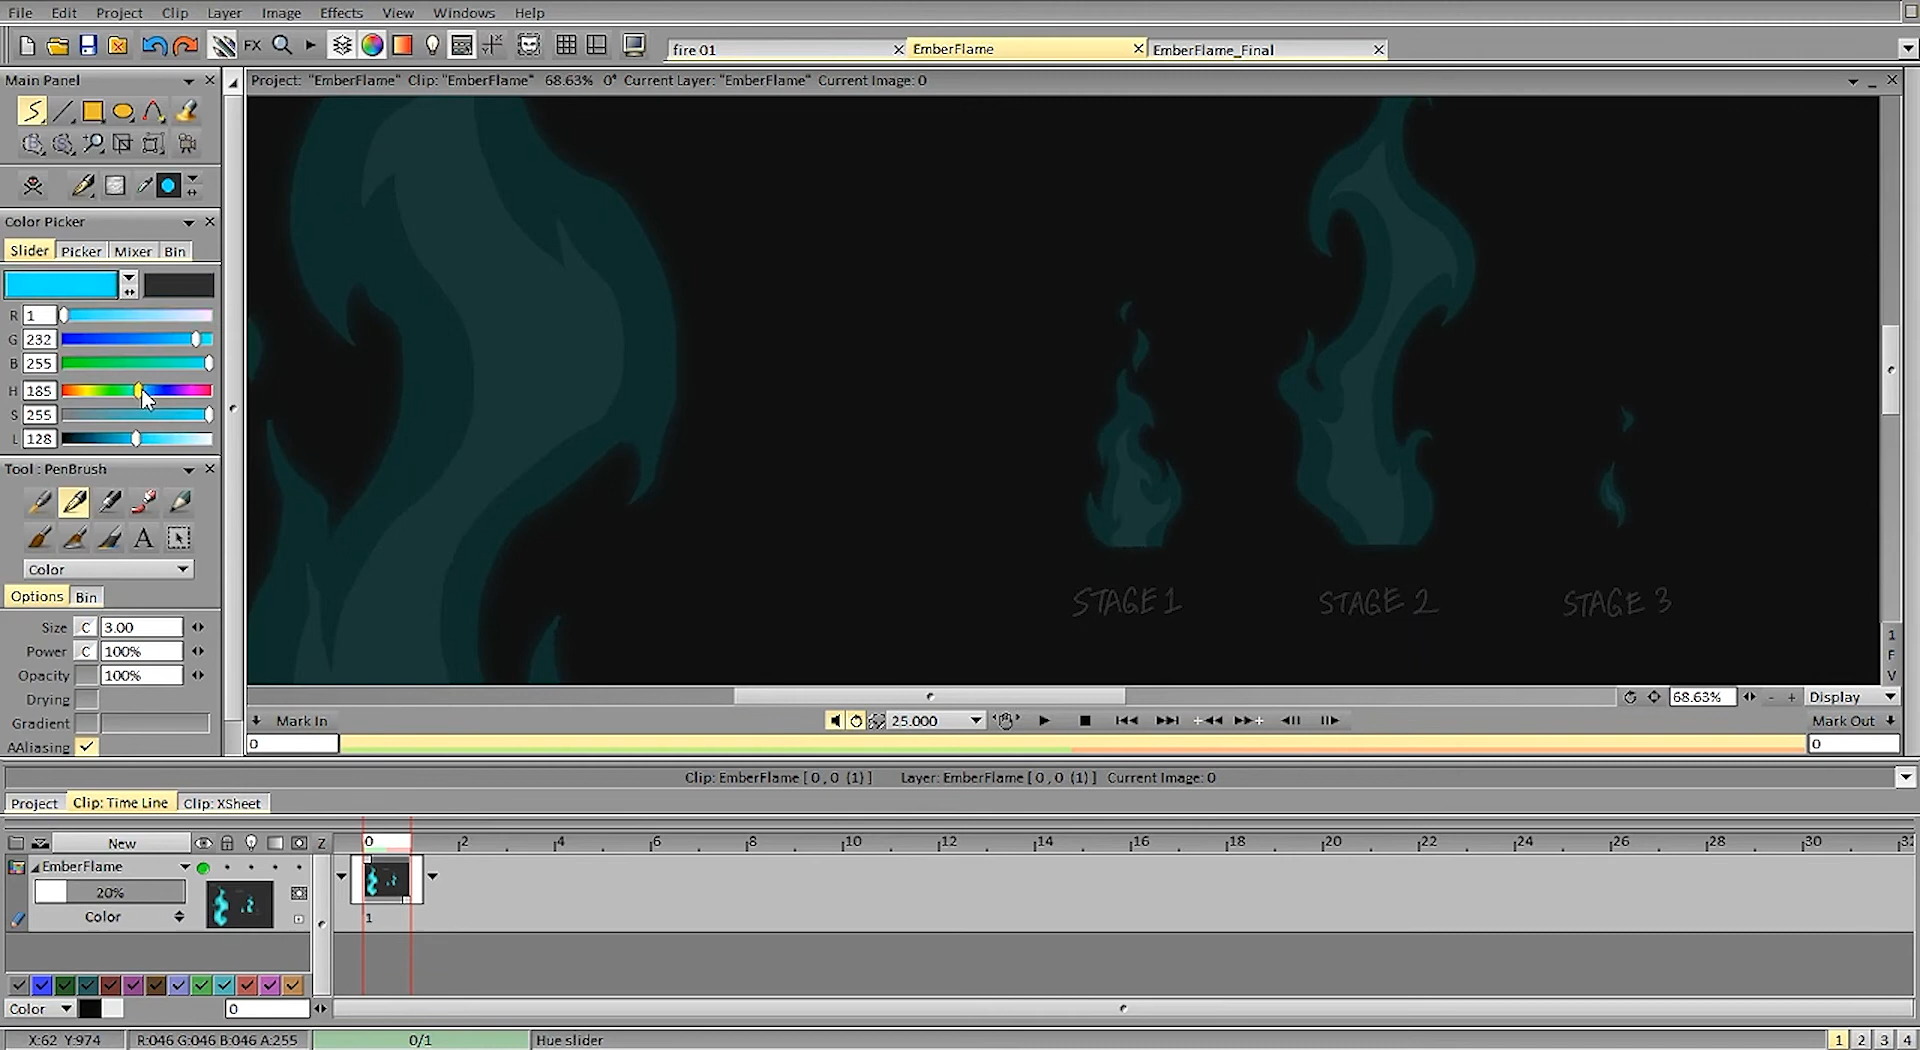 File Edit Project Clip Layer Image Effects View Windows Help
FX fire 01 EmberFlame EmberFlame_Final
Main Panel
Project: "EmberFlame" Clip: "EmberFlame" 68.63% 0° Current Layer: "EmberFlame" Current Image: 0
Color Picker
Slider Picker Mixer Bin
R 1
G 232
B 255
H 185
S 255
L 128
Tool : PenBrush
A
Color
Options Bin
Size C 3.00
Power C 100%
Opacity 100%
Drying
Gradient
AAliasing
STAGE 1 STAGE 2 STAGE 3
1
F
V
68.63% - + Display
Mark In 25.000 Mark Out
0 0
Clip: EmberFlame [ 0 , 0 (1) ] Layer: EmberFlame [ 0 , 0 (1) ] Current Image: 0
Project Clip: Time Line Clip: XSheet
New Z 0 2 4 6 8 10 12 14 16 18 20 22 24 26 28 30 32
EmberFlame
20%
Color 1
Color 0
X:62 Y:974 R:046 G:046 B:046 A:255 0/1 Hue slider 1 2 3 4